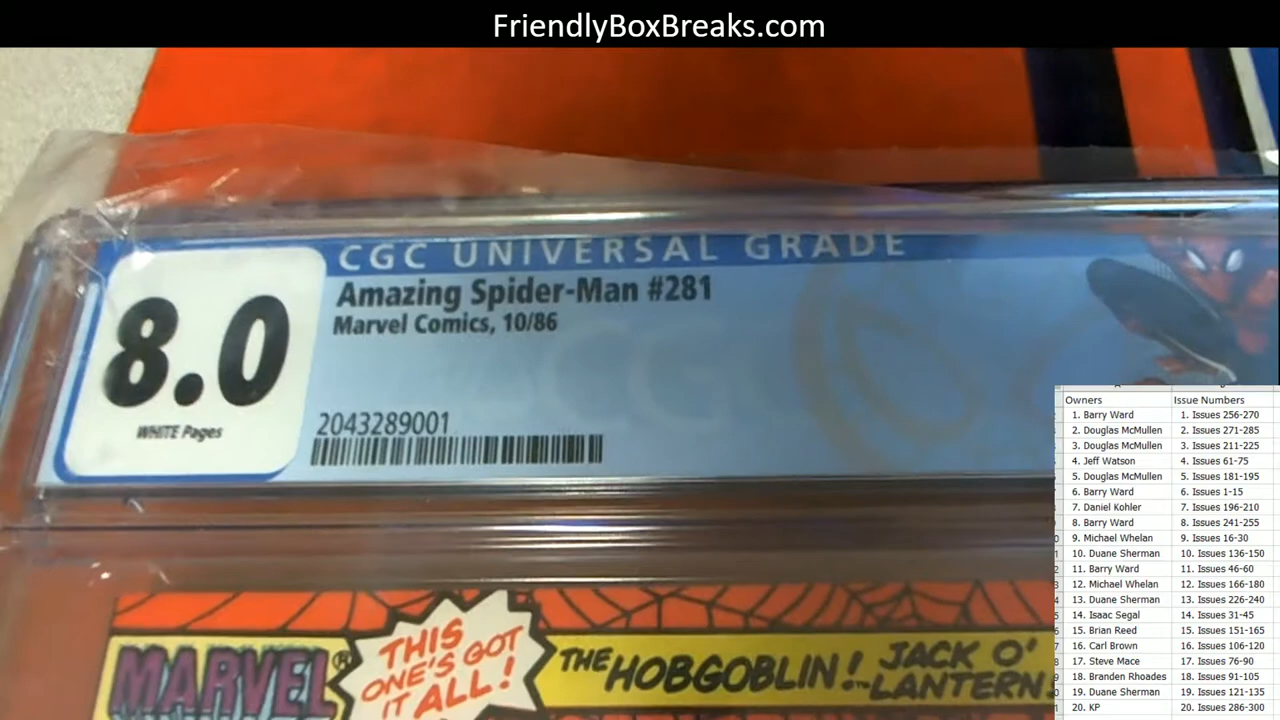 FriendlyBoxBreaks.com
CGC UNIVERSAL GRADE
Amazing Spider-Man #281
Marvel Comics, 10/86
8.0
WHITE Pages
2043289001
CGC
MARVEL®
THIS
ONE'S GOT
IT ALL!
THE HOBGOBLIN! JACK O'
LANTERN!
Owners Issue Numbers
1. Barry Ward 1. Issues 256-270
2. Douglas McMullen 2. Issues 271-285
3. Douglas McMullen 3. Issues 211-225
4. Jeff Watson 4. Issues 61-75
5. Douglas McMullen 5. Issues 181-195
6. Barry Ward 6. Issues 1-15
7. Daniel Kohler 7. Issues 196-210
8. Barry Ward 8. Issues 241-255
9. Michael Whelan 9. Issues 16-30
10. Duane Sherman 10. Issues 136-150
11. Barry Ward 11. Issues 46-60
12. Michael Whelan 12. Issues 166-180
13. Duane Sherman 13. Issues 226-240
14. Isaac Segal 14. Issues 31-45
15. Brian Reed 15. Issues 151-165
16. Carl Brown 16. Issues 106-120
17. Steve Mace 17. Issues 76-90
18. Branden Rhoades 18. Issues 91-105
19. Duane Sherman 19. Issues 121-135
20. KP 20. Issues 286-300